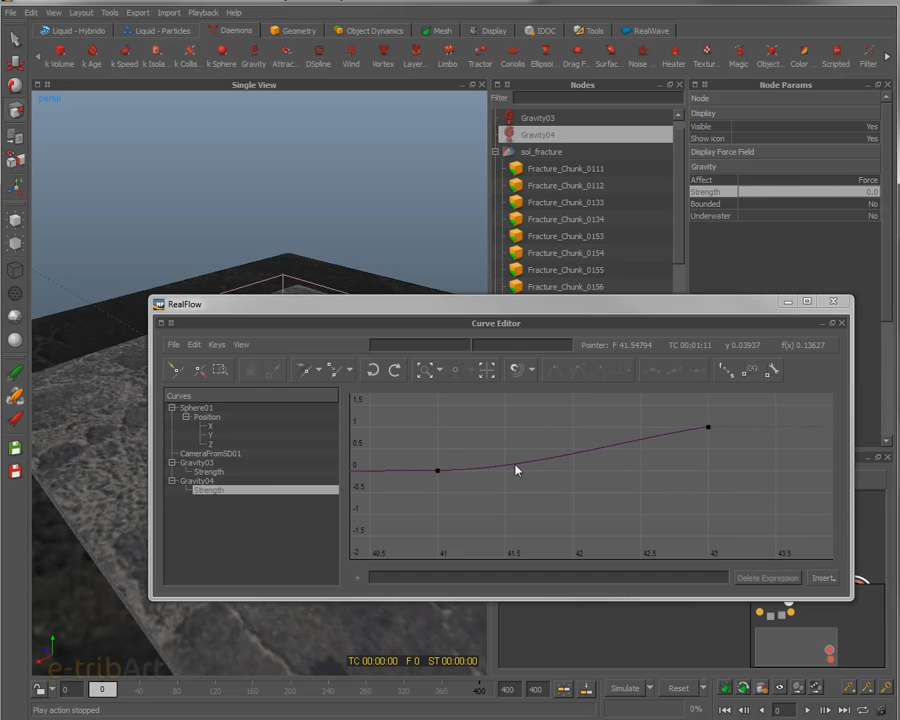 File Edit View Layout Tools Export Import Playback Help
Liquid - Hybrido Liquid - Particles Daemons Geometry Object Dynamics Mesh Display IDOC Tools RealWave
k Volume k Age k Speed k Isola... k Collis... k Sphere Gravity Attrac... DSpline Wind Vortex Layer... Limbo Tractor Coriolis Ellipsoi... Drag F... Surfac... Noise ... Heater Textur... Magic Object... Color ... Scripted Filter
Single View
persp
Nodes
Filter
Gravity03
Gravity04
sol_fracture
Fracture_Chunk_0111
Fracture_Chunk_0112
Fracture_Chunk_0133
Fracture_Chunk_0134
Fracture_Chunk_0153
Fracture_Chunk_0154
Fracture_Chunk_0155
Fracture_Chunk_0156
Node Params
Node
Display
Visible Yes
Show icon Yes
Display Force Field
Gravity
Affect Force
Strength 0.0
Bounded No
Underwater No
RealFlow
Curve Editor
File Edit Keys View Pointer: F 41.54794 TC 00:01:11 y 0.03937 f(x) 0.13627
Curves
Sphere01
Position
X
Y
Z
CameraFromSD01
Gravity03
Strength
Gravity04
Strength
1.5
1
0.5
0
-0.5
-1
-1.5
-2
40.5 41 41.5 42 42.5 43 43.5
+ Delete Expression Insert
e-tribArt
TC 00:00:00 F 0 ST 00:00:00
0 0 40 80 120 160 200 240 280 320 360 400 400 400 Simulate Reset
Play action stopped 0% 0